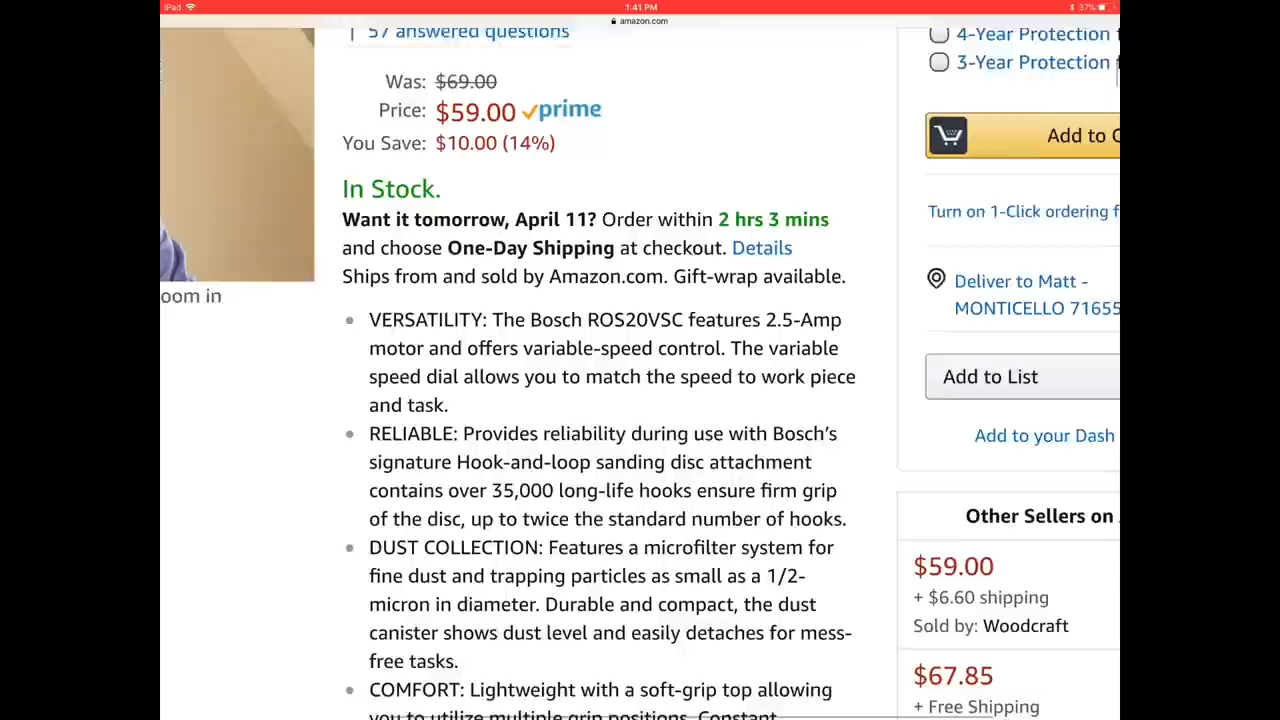 iPad
1:41 PM
37%
amazon.com
57 answered questions
Was: $69.00
Price: $59.00 prime
You Save: $10.00 (14%)
In Stock.
Want it tomorrow, April 11? Order within 2 hrs 3 mins
and choose One-Day Shipping at checkout. Details
Ships from and sold by Amazon.com. Gift-wrap available.
oom in
VERSATILITY: The Bosch ROS20VSC features 2.5-Amp
motor and offers variable-speed control. The variable
speed dial allows you to match the speed to work piece
and task.
RELIABLE: Provides reliability during use with Bosch's
signature Hook-and-loop sanding disc attachment
contains over 35,000 long-life hooks ensure firm grip
of the disc, up to twice the standard number of hooks.
DUST COLLECTION: Features a microfilter system for
fine dust and trapping particles as small as a 1/2-
micron in diameter. Durable and compact, the dust
canister shows dust level and easily detaches for mess-
free tasks.
COMFORT: Lightweight with a soft-grip top allowing
you to utilize multiple grip positions. Constant
4-Year Protection f
3-Year Protection f
Add to C
Turn on 1-Click ordering f
Deliver to Matt -
MONTICELLO 71655
Add to List
Add to your Dash
Other Sellers on
$59.00
+ $6.60 shipping
Sold by: Woodcraft
$67.85
+ Free Shipping